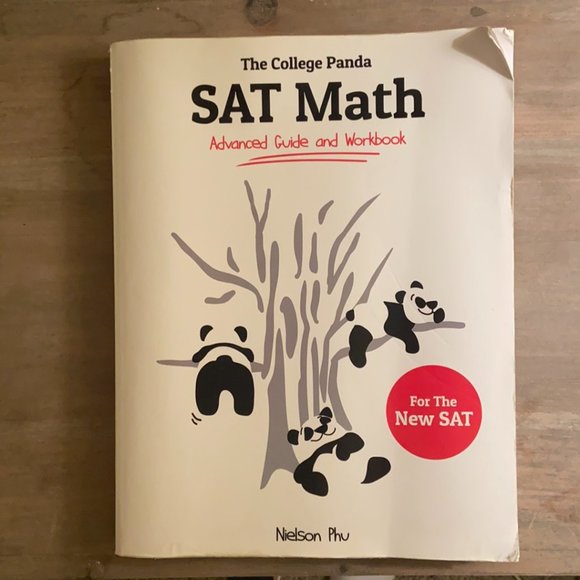 The College Panda
SAT Math
Advanced Guide and Workbook
For The
New SAT
Nielson Phu